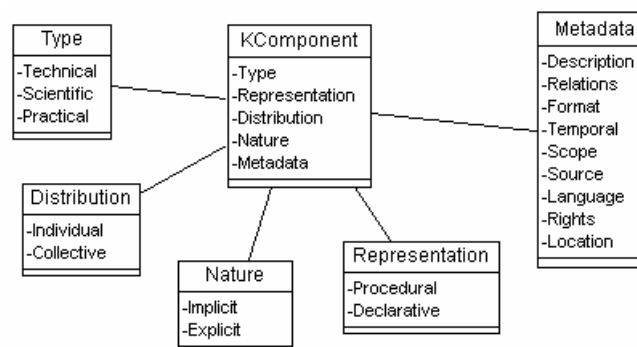 Type
-Technical
-Scientific
-Practical
KComponent
-Type
-Representation
-Distribution
-Nature
-Metadata
Metadata
-Description
-Relations
-Format
-Temporal
-Scope
-Source
-Language
-Rights
-Location
Distribution
-Individual
-Collective
Nature
-Implicit
-Explicit
Representation
-Procedural
-Declarative